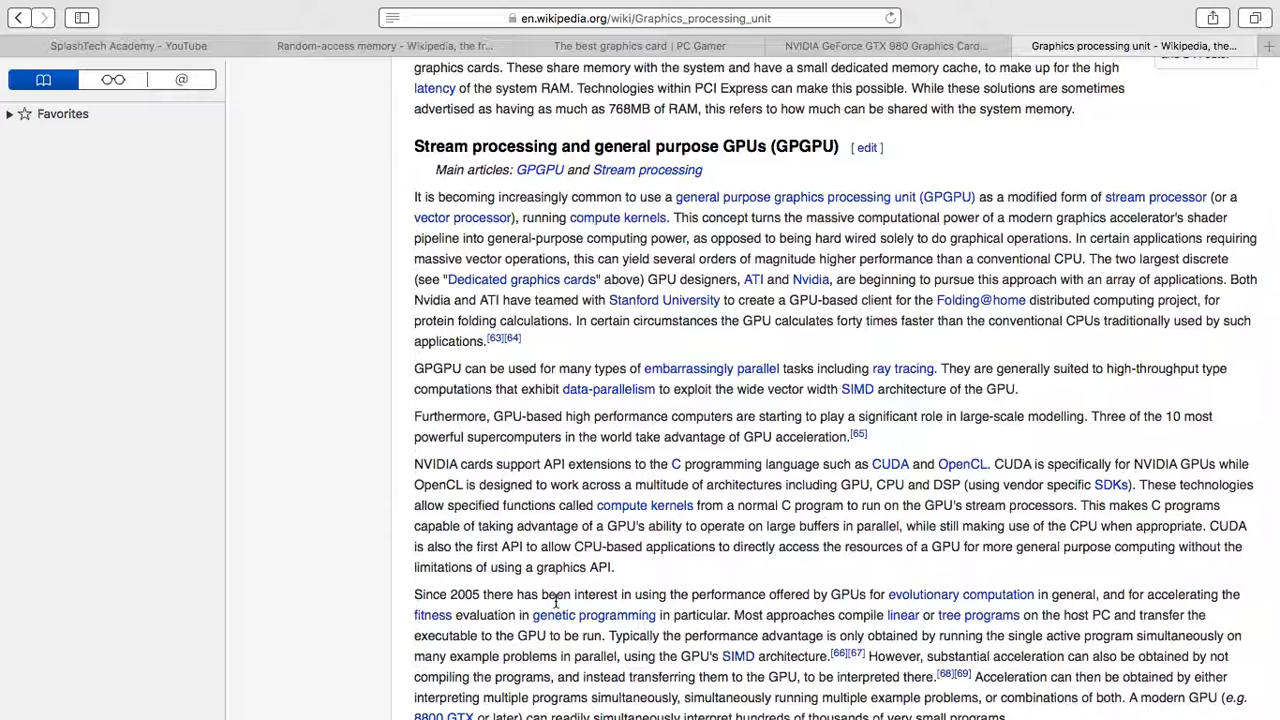 en.wikipedia.org/wiki/Graphics_processing_unit
SplashTech Academy - YouTube
Random-access memory - Wikipedia, the fr...
The best graphics card | PC Gamer
NVIDIA GeForce GTX 980 Graphics Card...
Graphics processing unit - Wikipedia, the...
+
@
Favorites
graphics cards. These share memory with the system and have a small dedicated memory cache, to make up for the high
latency of the system RAM. Technologies within PCI Express can make this possible. While these solutions are sometimes
advertised as having as much as 768MB of RAM, this refers to how much can be shared with the system memory.
Stream processing and general purpose GPUs (GPGPU) [ edit ]
Main articles: GPGPU and Stream processing
It is becoming increasingly common to use a general purpose graphics processing unit (GPGPU) as a modified form of stream processor (or a
vector processor), running compute kernels. This concept turns the massive computational power of a modern graphics accelerator's shader
pipeline into general-purpose computing power, as opposed to being hard wired solely to do graphical operations. In certain applications requiring
massive vector operations, this can yield several orders of magnitude higher performance than a conventional CPU. The two largest discrete
(see "Dedicated graphics cards" above) GPU designers, ATI and Nvidia, are beginning to pursue this approach with an array of applications. Both
Nvidia and ATI have teamed with Stanford University to create a GPU-based client for the Folding@home distributed computing project, for
protein folding calculations. In certain circumstances the GPU calculates forty times faster than the conventional CPUs traditionally used by such
applications.[63][64]
GPGPU can be used for many types of embarrassingly parallel tasks including ray tracing. They are generally suited to high-throughput type
computations that exhibit data-parallelism to exploit the wide vector width SIMD architecture of the GPU.
Furthermore, GPU-based high performance computers are starting to play a significant role in large-scale modelling. Three of the 10 most
powerful supercomputers in the world take advantage of GPU acceleration.[65]
NVIDIA cards support API extensions to the C programming language such as CUDA and OpenCL. CUDA is specifically for NVIDIA GPUs while
OpenCL is designed to work across a multitude of architectures including GPU, CPU and DSP (using vendor specific SDKs). These technologies
allow specified functions called compute kernels from a normal C program to run on the GPU's stream processors. This makes C programs
capable of taking advantage of a GPU's ability to operate on large buffers in parallel, while still making use of the CPU when appropriate. CUDA
is also the first API to allow CPU-based applications to directly access the resources of a GPU for more general purpose computing without the
limitations of using a graphics API.
Since 2005 there has been interest in using the performance offered by GPUs for evolutionary computation in general, and for accelerating the
fitness evaluation in genetic programming in particular. Most approaches compile linear or tree programs on the host PC and transfer the
executable to the GPU to be run. Typically the performance advantage is only obtained by running the single active program simultaneously on
many example problems in parallel, using the GPU's SIMD architecture.[66][67] However, substantial acceleration can also be obtained by not
compiling the programs, and instead transferring them to the GPU, to be interpreted there.[68][69] Acceleration can then be obtained by either
interpreting multiple programs simultaneously, simultaneously running multiple example problems, or combinations of both. A modern GPU (e.g.
8800 GTX or later) can readily simultaneously interpret hundreds of thousands of very small programs.